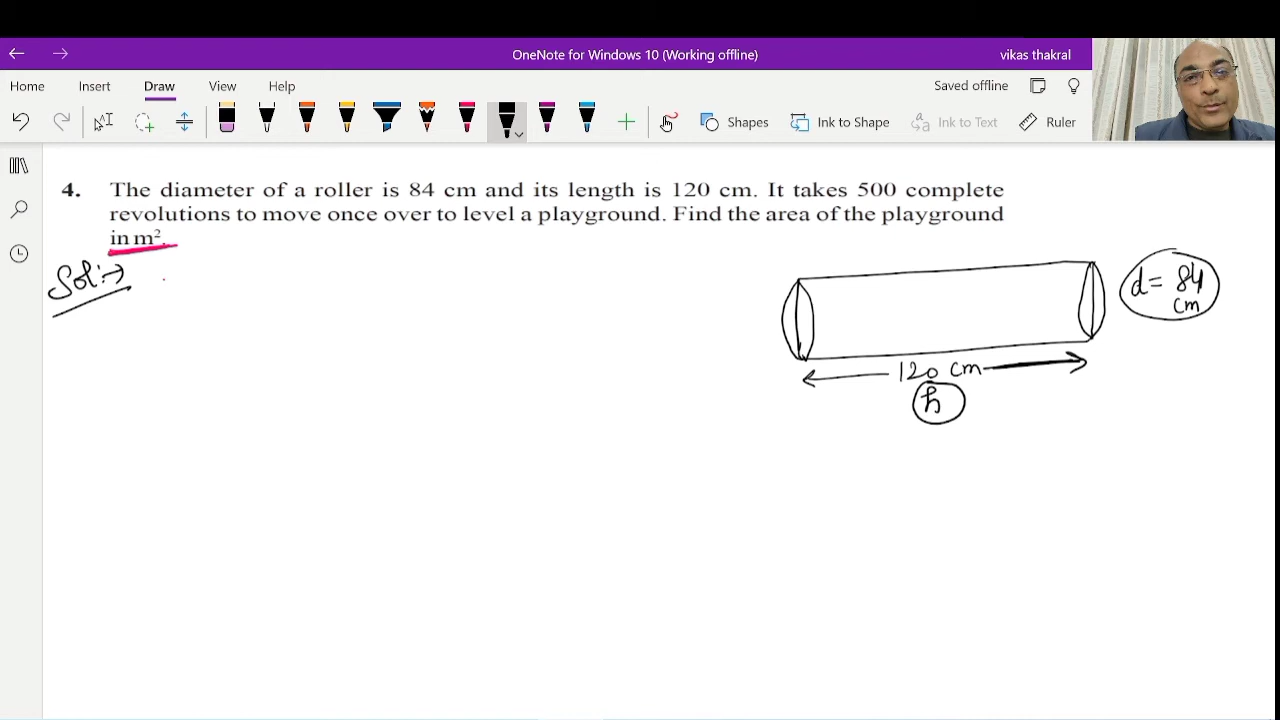 OneNote for Windows 10 (Working offline)
vikas thakral
Home Insert Draw View Help
Saved offline
Shapes Ink to Shape Ink to Text Ruler
4. The diameter of a roller is 84 cm and its length is 120 cm. It takes 500 complete
revolutions to move once over to level a playground. Find the area of the playground
in m².
Sol:→
d= 84
cm
120 cm
h